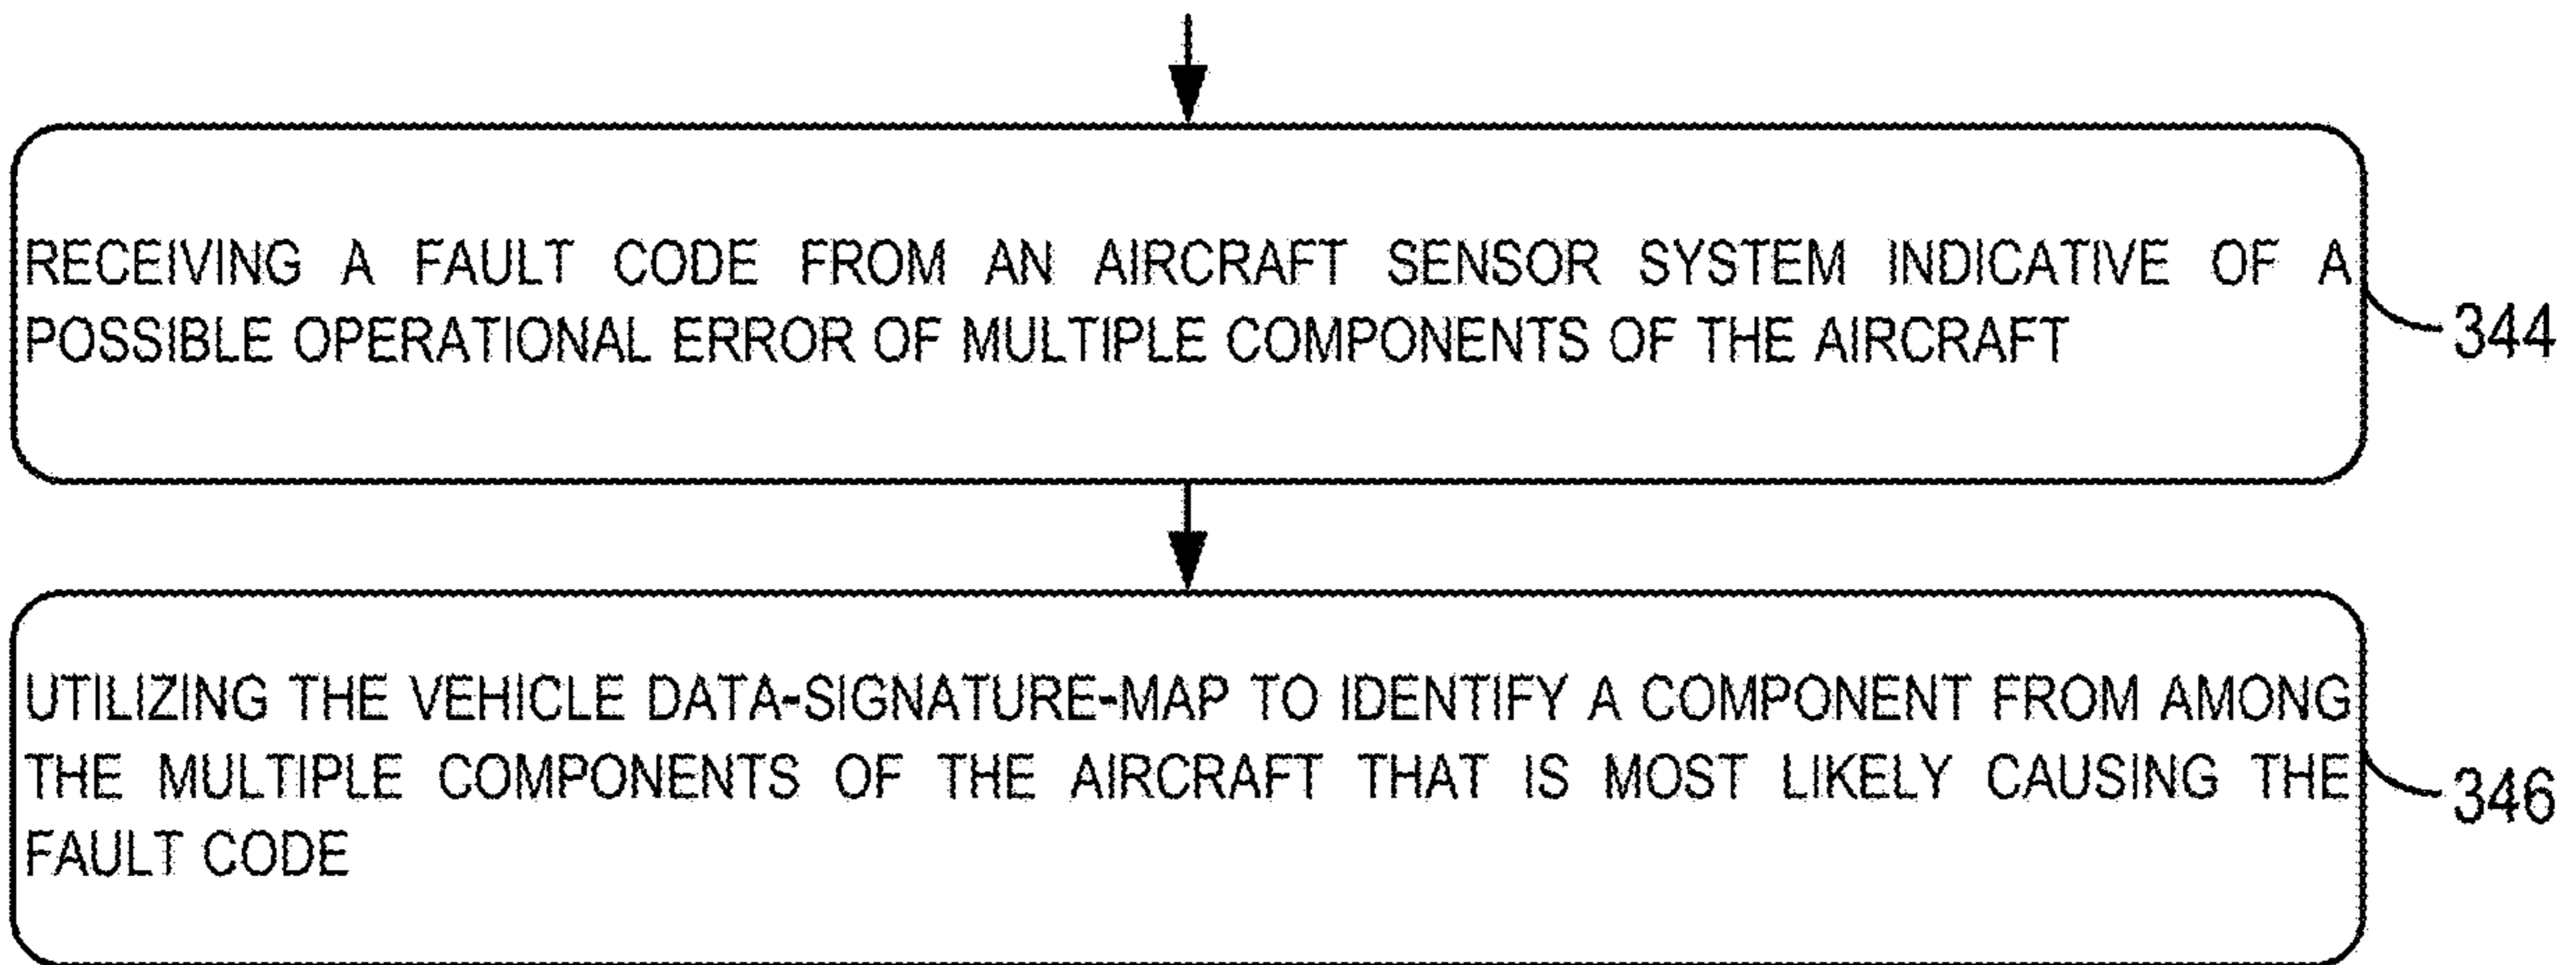 RECEIVING A FAULT CODE FROM AN AIRCRAFT SENSOR SYSTEM INDICATIVE OF A
POSSIBLE OPERATIONAL ERROR OF MULTIPLE COMPONENTS OF THE AIRCRAFT
344
UTILIZING THE VEHICLE DATA-SIGNATURE-MAP TO IDENTIFY A COMPONENT FROM AMONG
THE MULTIPLE COMPONENTS OF THE AIRCRAFT THAT IS MOST LIKELY CAUSING THE
FAULT CODE
346